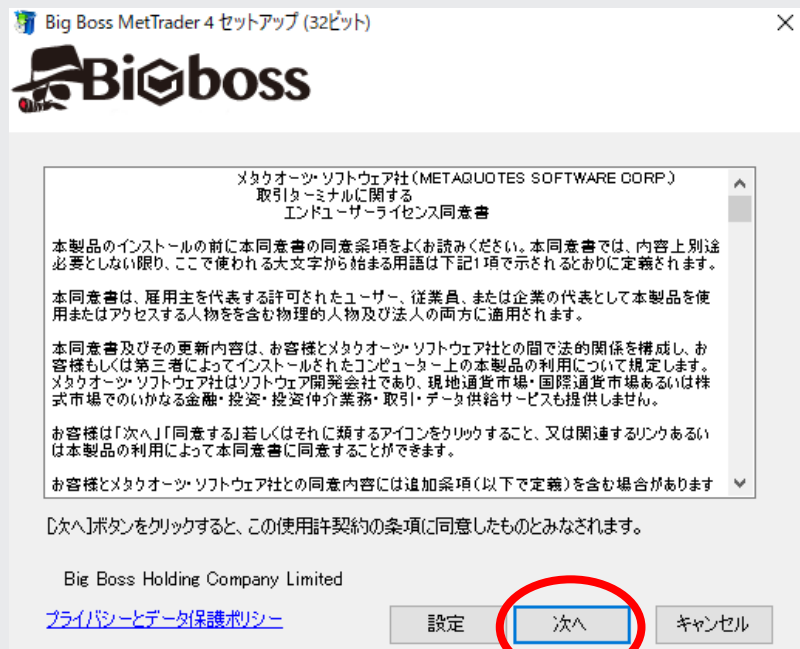 Big Boss MetTrader 4 セットアップ (32ビット)
Bigboss
メタクオーツ・ソフトウェア社(METAQUOTES SOFTWARE CORP.)
取引ターミナルに関する
エンドユーザーライセンス同意書
本製品のインストールの前に本同意書の同意条項をよくお読みください。本同意書では、内容上別途
必要としない限り、ここで使われる大文字から始まる用語は下記1項で示されるとおりに定義されます。
本同意書は、雇用主を代表する許可されたユーザー、従業員、または企業の代表として本製品を使
用またはアクセスする人物をを含む物理的人物及び法人の両方に適用されます。
本同意書及びその更新内容は、お客様とメタクオーツ・ソフトウェア社との間で法的関係を構成し、お
客様もしくは第三者によってインストールされたコンピューター上の本製品の利用について規定します。
メタクオーツ・ソフトウェア社はソフトウェア開発会社であり、現地通貨市場・国際通貨市場あるいは株
式市場でのいかなる金融・投資・投資仲介業務・取引・データ供給サービスも提供しません。
お客様は「次へ」「同意する」若しくはそれに類するアイコンをクリックすること、又は関連するリンクあるい
は本製品の利用によって本同意書に同意することができます。
お客様とメタクオーツ・ソフトウェア社との同意内容には追加条項(以下で定義)を含む場合があります
[次へ]ボタンをクリックすると、この使用許契約の条項に同意したものとみなされます。
Big Boss Holding Company Limited
プライバシーとデータ保護ポリシー
設定
次へ
キャンセル